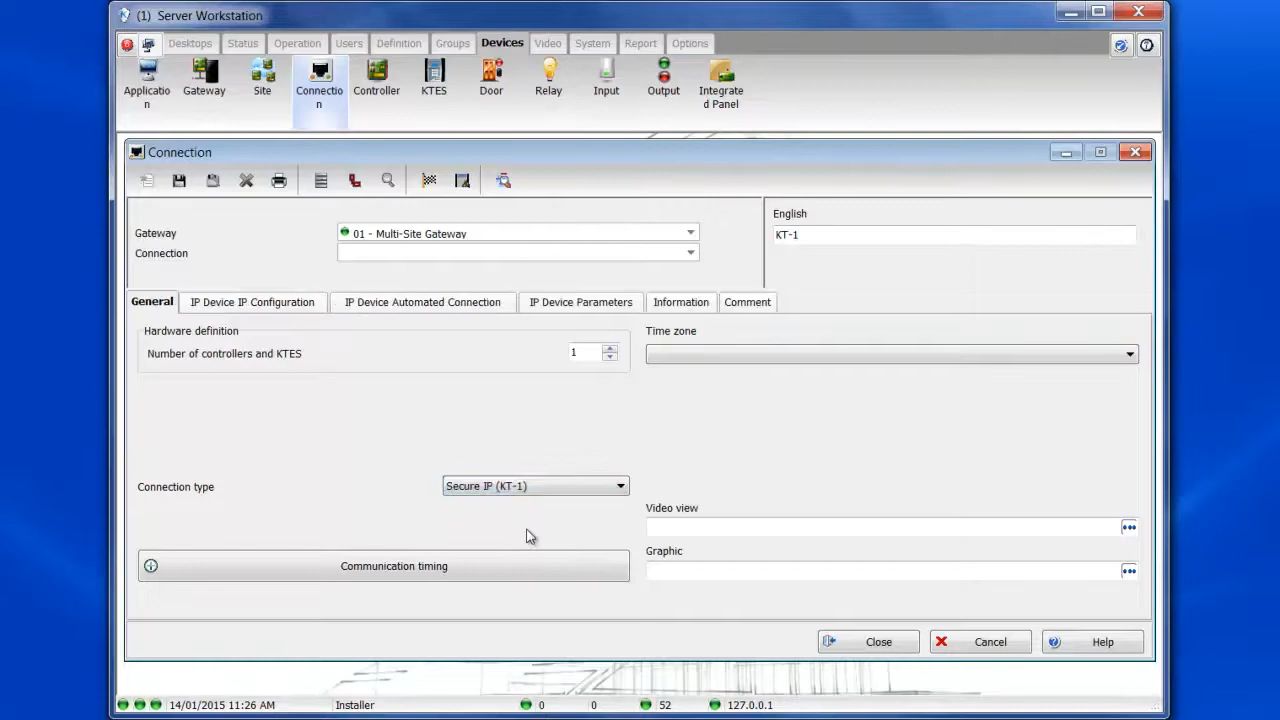 (1) Server Workstation
Desktops Status Operation Users Definition Groups Devices Video System Report Options
Applicatio
n
Gateway
Site
Connectio
n
Controller
KTES
Door
Relay
Input
Output
Integrate
d Panel
Connection
Gateway
01 - Multi-Site Gateway
Connection
English
KT-1
General IP Device IP Configuration IP Device Automated Connection IP Device Parameters Information Comment
Hardware definition
Number of controllers and KTES 1
Time zone
Connection type Secure IP (KT-1)
Video view
Graphic
Communication timing
Close Cancel Help
14/01/2015 11:26 AM Installer 0 0 52 127.0.0.1